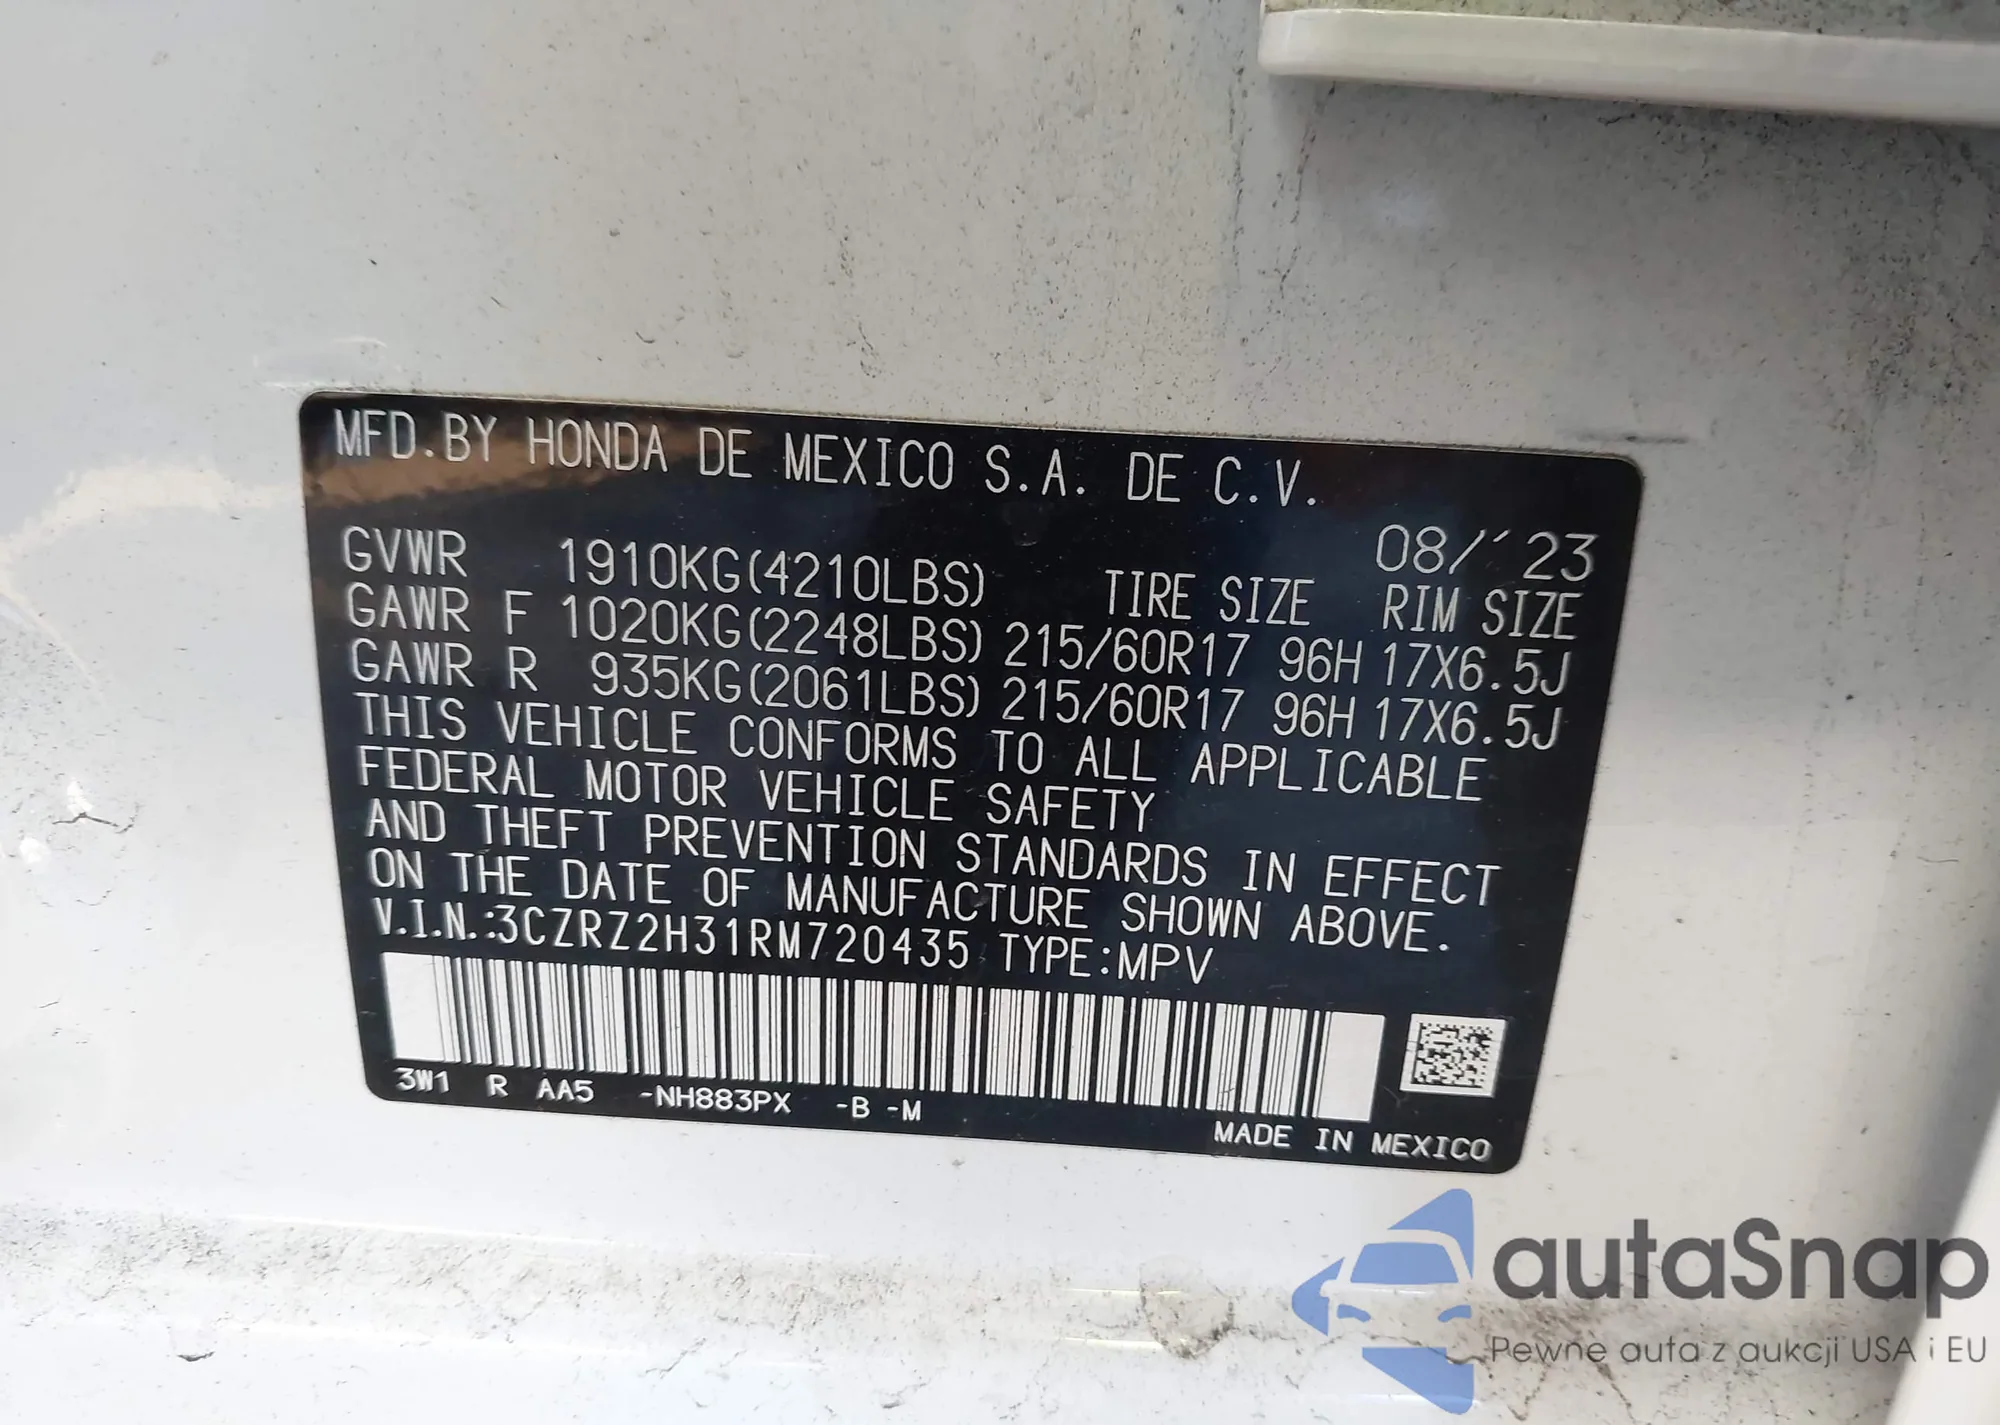 MFD.BY HONDA DE MEXICO S.A. DE C.V.
08/'23
GVWR 1910KG(4210LBS) TIRE SIZE RIM SIZE
GAWR F 1020KG(2248LBS) 215/60R17 96H 17X6.5J
GAWR R 935KG(2061LBS) 215/60R17 96H 17X6.5J
THIS VEHICLE CONFORMS TO ALL APPLICABLE
FEDERAL MOTOR VEHICLE SAFETY
AND THEFT PREVENTION STANDARDS IN EFFECT
ON THE DATE OF MANUFACTURE SHOWN ABOVE.
V.I.N.:3CZRZ2H31RM720435 TYPE:MPV
3W1 R AA5 -NH883PX -B -M
MADE IN MEXICO
autaSnap
Pewne auta z aukcji USA i EU